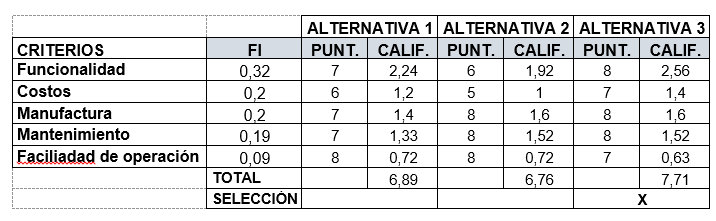 ALTERNATIVA 1 ALTERNATIVA 2 ALTERNATIVA 3
CRITERIOS FI PUNT. CALIF. PUNT. CALIF. PUNT. CALIF.
Funcionalidad 0,32 7 2,24 6 1,92 8 2,56
Costos 0,2 6 1,2 5 1 7 1,4
Manufactura 0,2 7 1,4 8 1,6 8 1,6
Mantenimiento 0,19 7 1,33 8 1,52 8 1,52
Faciliadad de operación 0,09 8 0,72 8 0,72 7 0,63
TOTAL 6,89 6,76 7,71
SELECCIÓN X